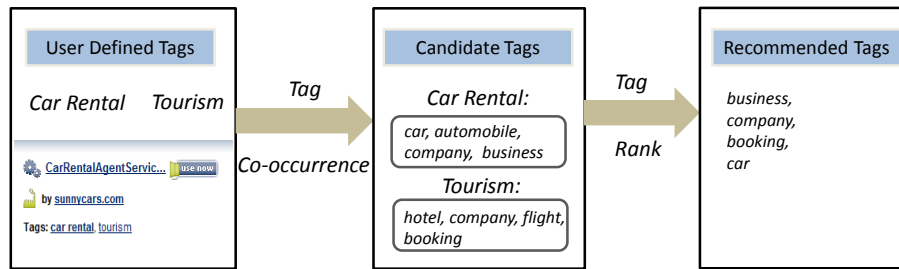 User Defined Tags
Car Rental Tourism
CarRentalAgentServic... use now
by sunnycars.com
Tags: car rental, tourism
Tag
Co-occurrence
Candidate Tags
Car Rental:
car, automobile,
company, business
Tourism:
hotel, company, flight,
booking
Tag
Rank
Recommended Tags
business,
company,
booking,
car